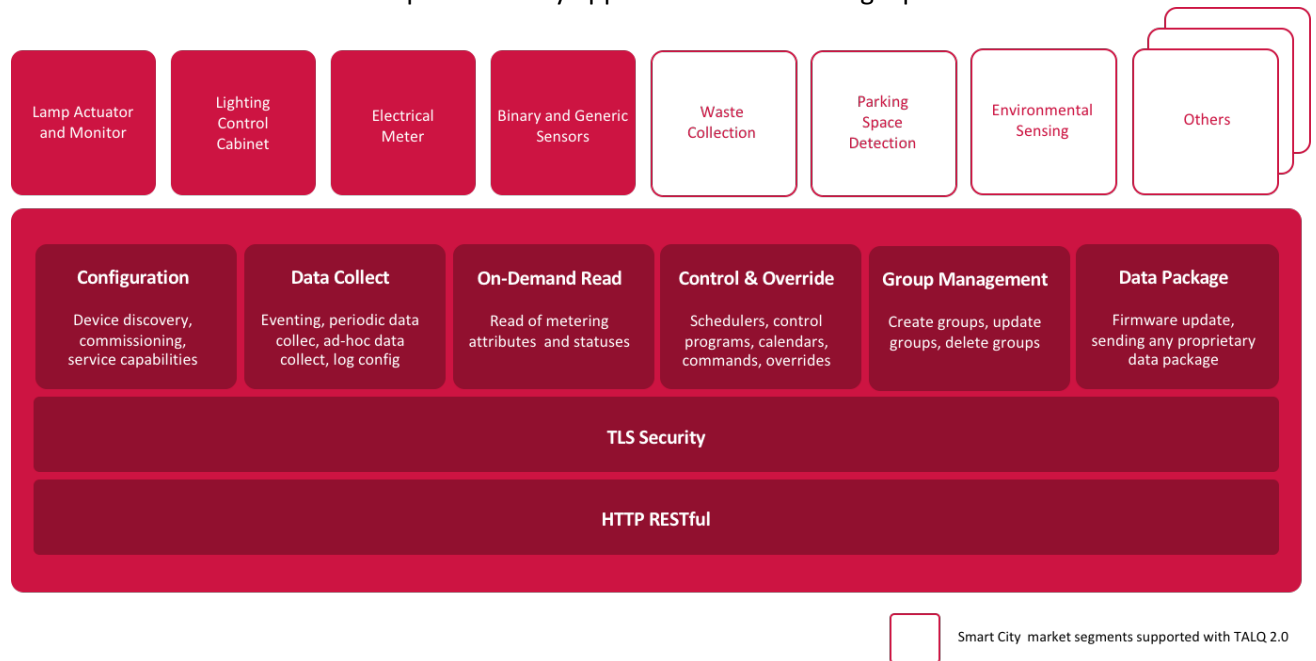 Lamp Actuator
and Monitor
Lighting
Control
Cabinet
Electrical
Meter
Binary and Generic
Sensors
Waste
Collection
Parking
Space
Detection
Environmental
Sensing
Others
Configuration
Device discovery,
commissioning,
service capabilities
Data Collect
Eventing, periodic data
collec, ad-hoc data
collect, log config
On-Demand Read
Read of metering
attributes and statuses
Control & Override
Schedulers, control
programs, calendars,
commands, overrides
Group Management
Create groups, update
groups, delete groups
Data Package
Firmware update,
sending any proprietary
data package
TLS Security
HTTP RESTful
Smart City market segments supported with TALQ 2.0